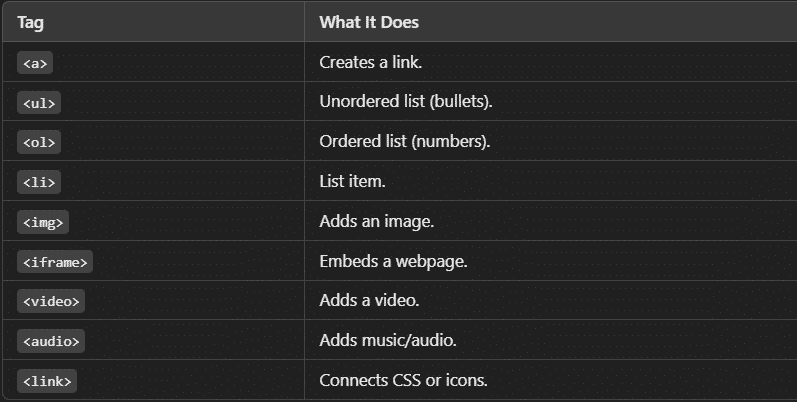 Tag What It Does
<a> Creates a link.
<ul> Unordered list (bullets).
<ol> Ordered list (numbers).
<li> List item.
<img> Adds an image.
<iframe> Embeds a webpage.
<video> Adds a video.
<audio> Adds music/audio.
<link> Connects CSS or icons.